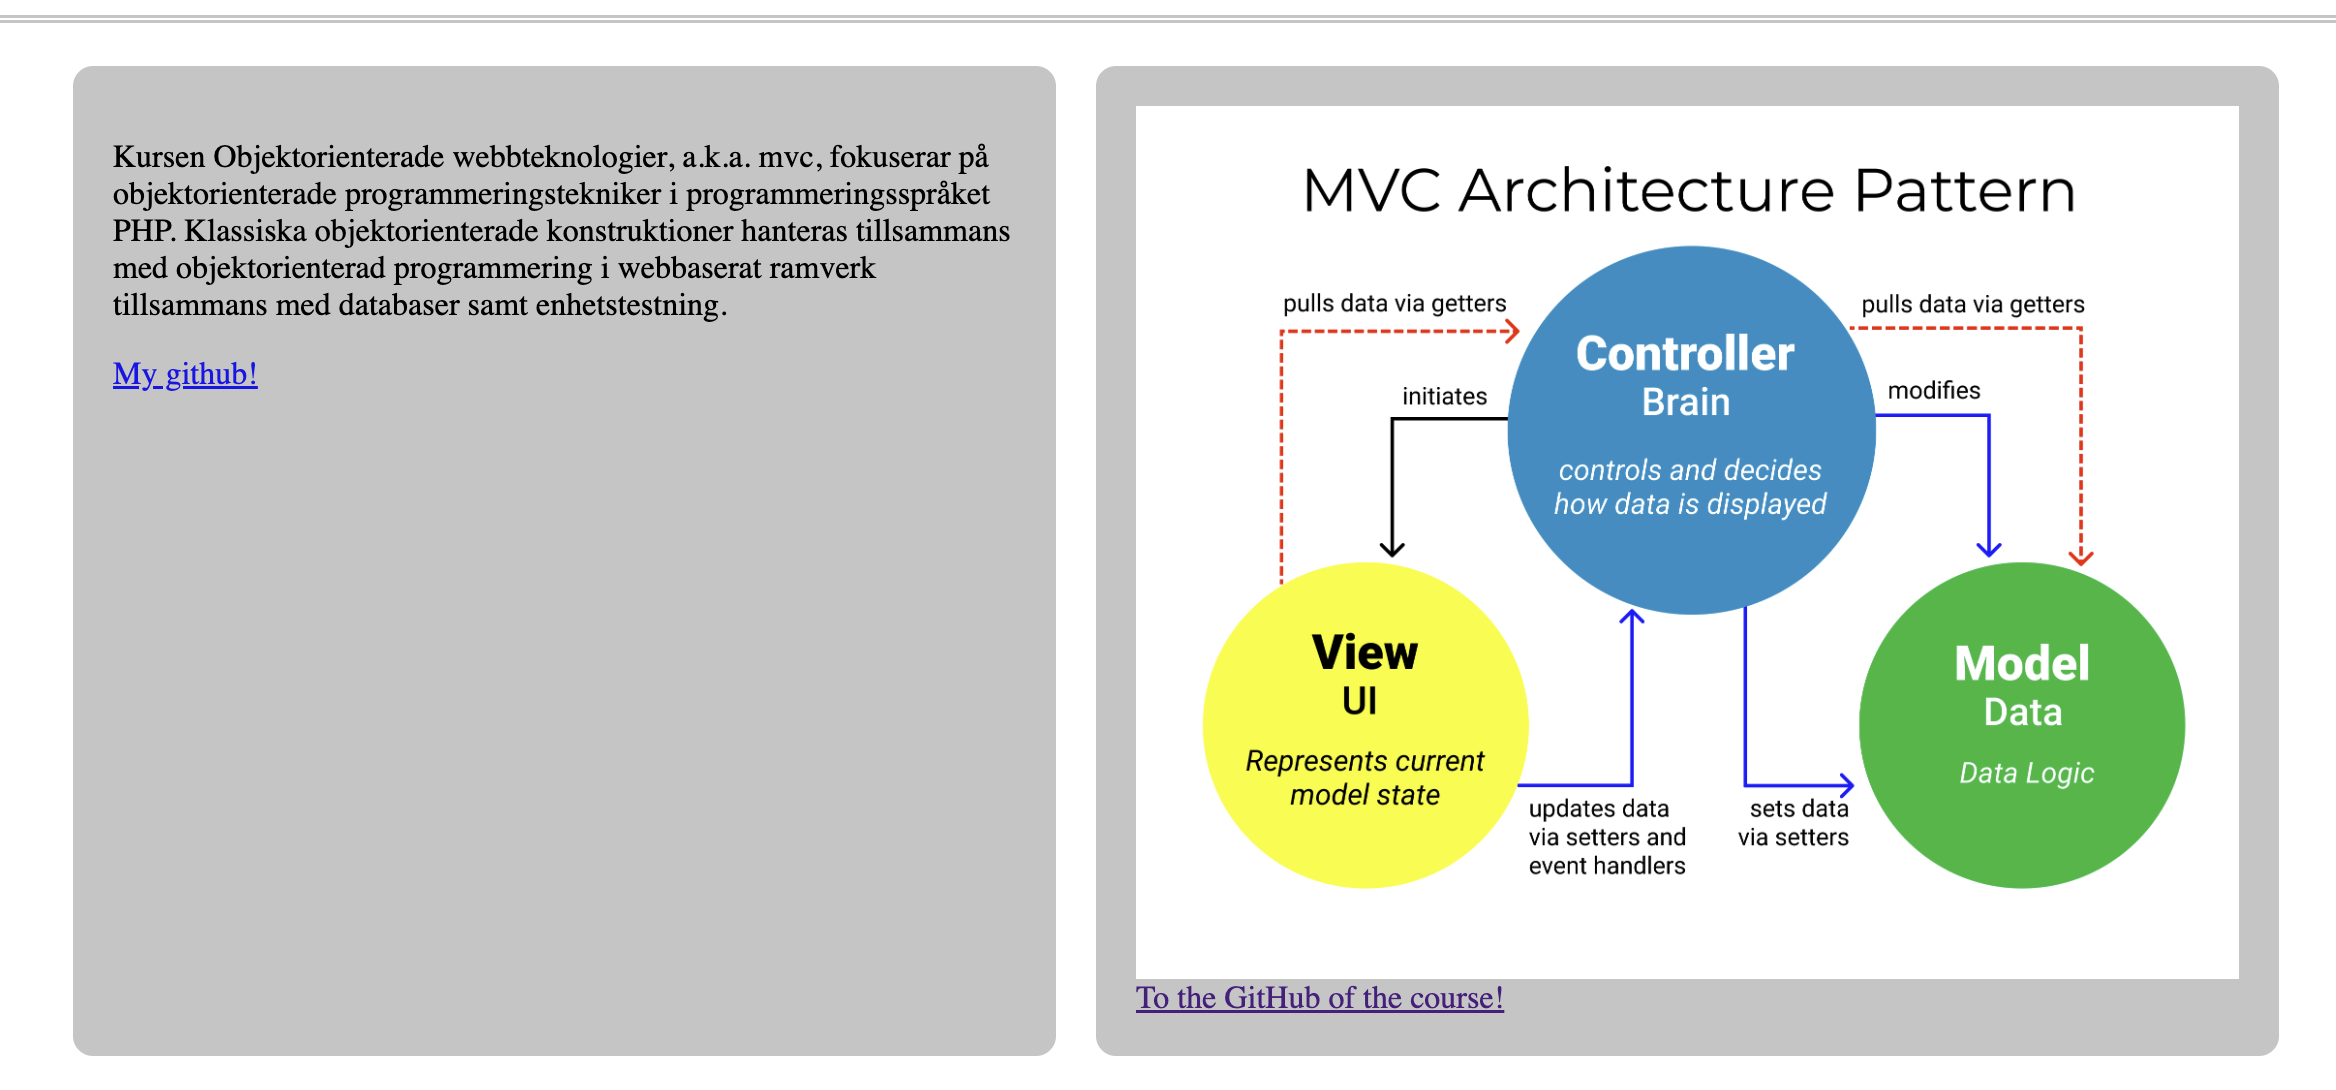 Kursen Objektorienterade webbteknologier, a.k.a. mvc, fokuserar på
objektorienterade programmeringstekniker i programmeringsspråket
PHP. Klassiska objektorienterade konstruktioner hanteras tillsammans
med objektorienterad programmering i webbaserat ramverk
tillsammans med databaser samt enhetstestning.
My github!
MVC Architecture Pattern
pulls data via getters
pulls data via getters
Controller
Brain
controls and decides
how data is displayed
initiates
modifies
View
UI
Represents current
model state
Model
Data
Data Logic
updates data
via setters and
event handlers
sets data
via setters
To the GitHub of the course!